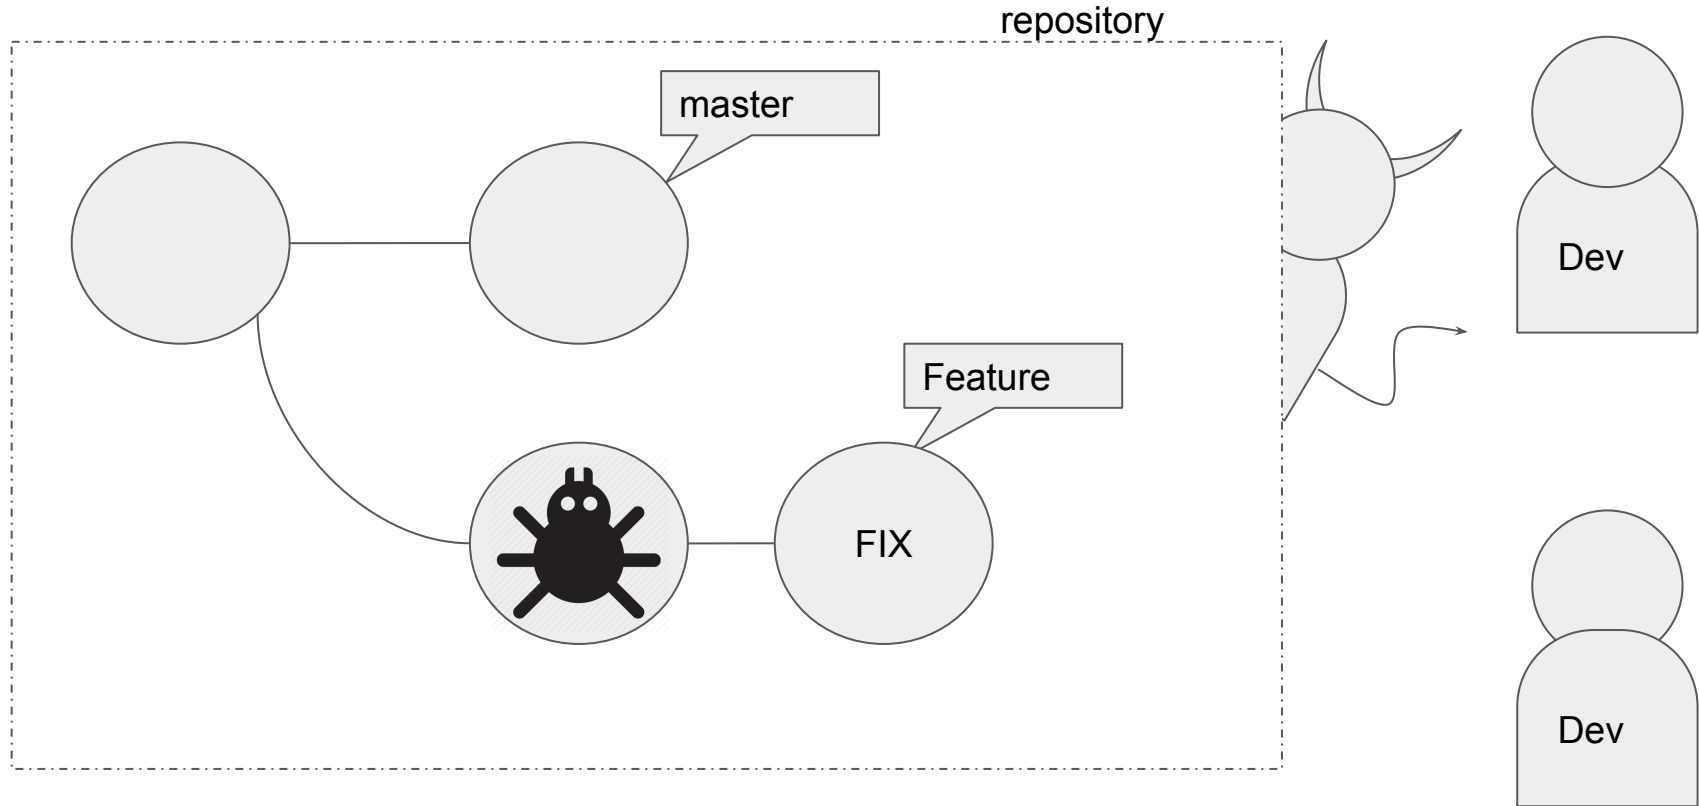 repository
master
Dev
Feature
FIX
Dev